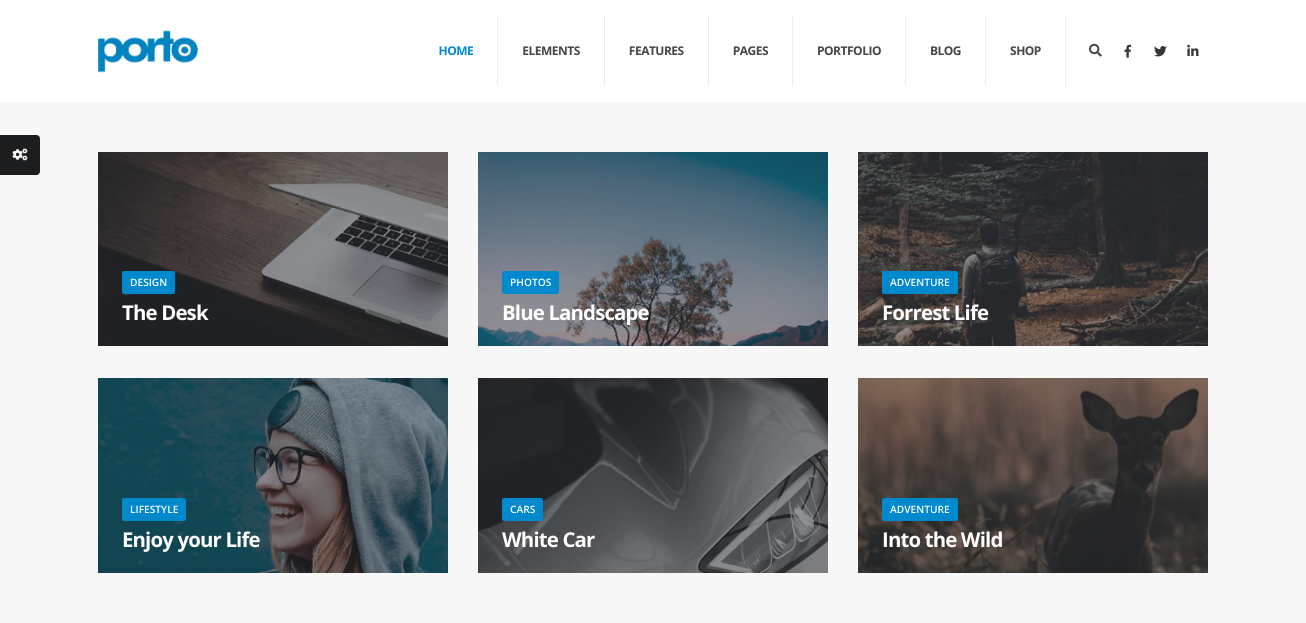 porto
HOME ELEMENTS FEATURES PAGES PORTFOLIO BLOG SHOP
DESIGN
The Desk
PHOTOS
Blue Landscape
ADVENTURE
Forrest Life
LIFESTYLE
Enjoy your Life
CARS
White Car
ADVENTURE
Into the Wild